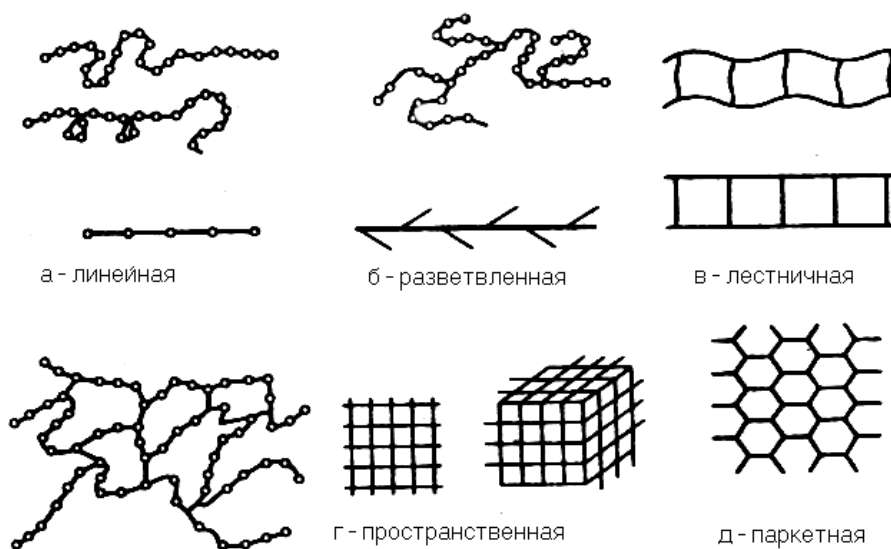 а - линейная
б - разветвленная
в - лестничная
г - пространственная
д - паркетная